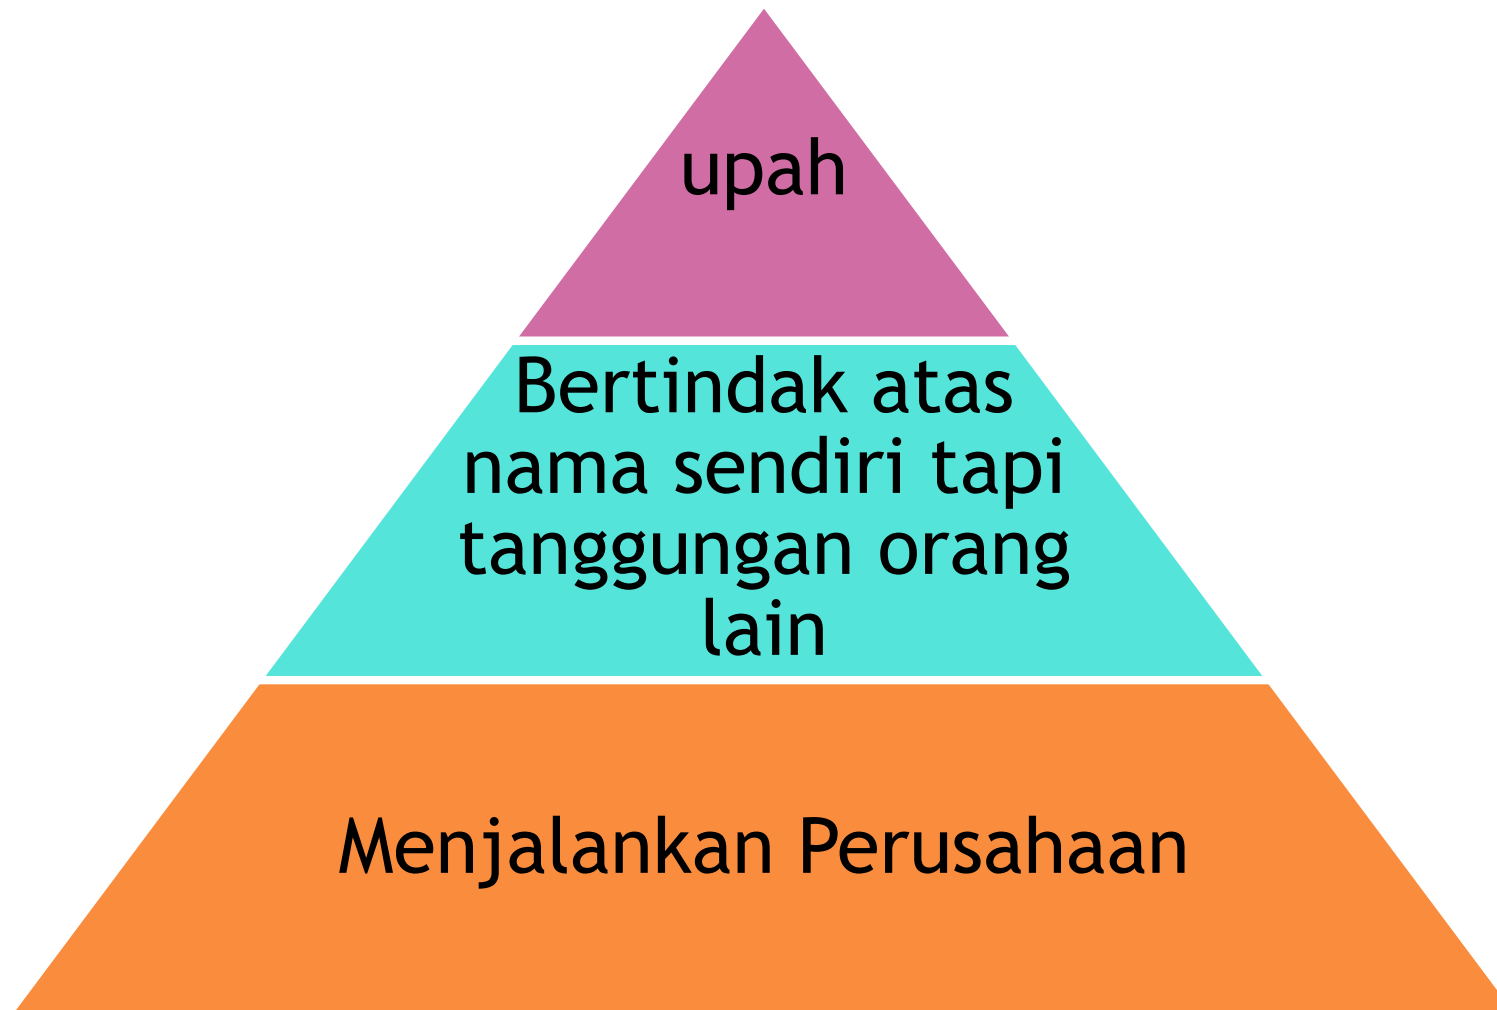 upah
Bertindak atas
nama sendiri tapi
tanggungan orang
lain
Menjalankan Perusahaan